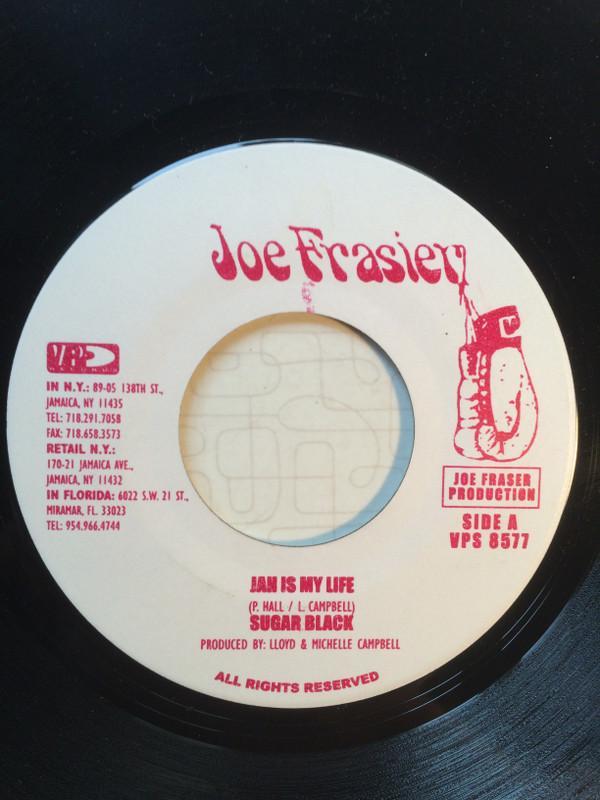 Joe Frasier
VP
RECORDS
IN N.Y.: 89-05 138TH ST.,
JAMAICA, NY 11435
TEL: 718.291.7058
FAX: 718.658.3573
RETAIL N.Y.:
170-21 JAMAICA AVE.,
JAMAICA, NY 11432
IN FLORIDA: 6022 S.W. 21 ST.,
MIRAMAR, FL. 33023
TEL: 954.966.4744
JOE FRASER
PRODUCTION
SIDE A
VPS 8577
JAH IS MY LIFE
(P. HALL / L. CAMPBELL)
SUGAR BLACK
PRODUCED BY: LLOYD & MICHELLE CAMPBELL
ALL RIGHTS RESERVED